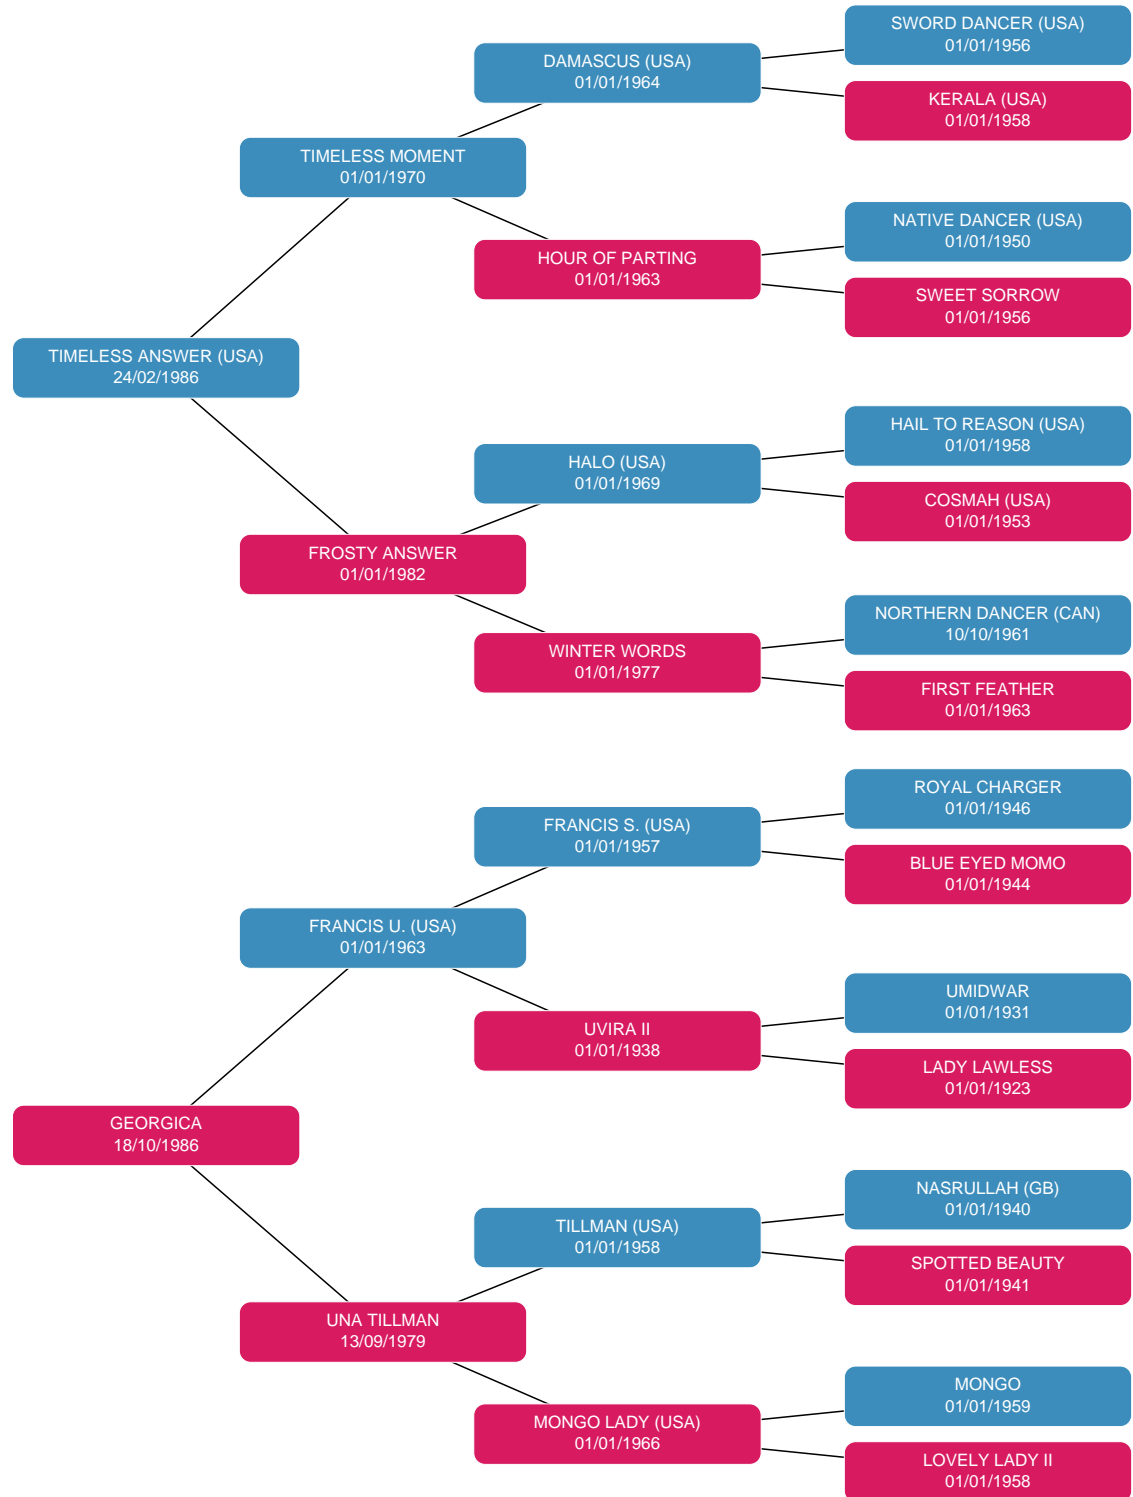 SWORD DANCER (USA)
01/01/1956
DAMASCUS (USA)
01/01/1964
KERALA (USA)
01/01/1958
TIMELESS MOMENT
01/01/1970
NATIVE DANCER (USA)
01/01/1950
HOUR OF PARTING
01/01/1963
SWEET SORROW
01/01/1956
TIMELESS ANSWER (USA)
24/02/1986
HAIL TO REASON (USA)
01/01/1958
HALO (USA)
01/01/1969
COSMAH (USA)
01/01/1953
FROSTY ANSWER
01/01/1982
NORTHERN DANCER (CAN)
10/10/1961
WINTER WORDS
01/01/1977
FIRST FEATHER
01/01/1963
ROYAL CHARGER
01/01/1946
FRANCIS S. (USA)
01/01/1957
BLUE EYED MOMO
01/01/1944
FRANCIS U. (USA)
01/01/1963
UMIDWAR
01/01/1931
UVIRA II
01/01/1938
LADY LAWLESS
01/01/1923
GEORGICA
18/10/1986
NASRULLAH (GB)
01/01/1940
TILLMAN (USA)
01/01/1958
SPOTTED BEAUTY
01/01/1941
UNA TILLMAN
13/09/1979
MONGO
01/01/1959
MONGO LADY (USA)
01/01/1966
LOVELY LADY II
01/01/1958